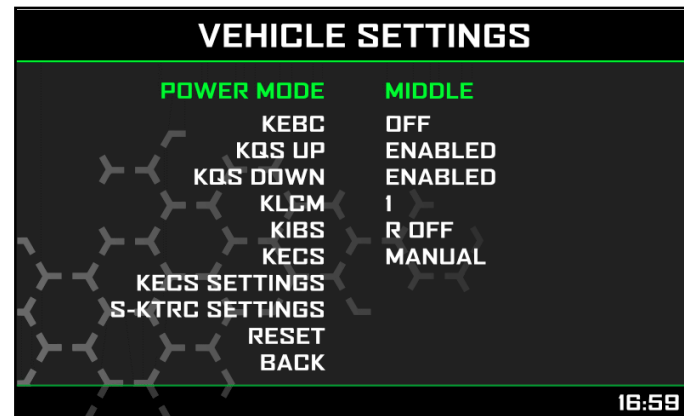 VEHICLE SETTINGS
POWER MODE MIDDLE
KEBC OFF
KQS UP ENABLED
KQS DOWN ENABLED
KLCM 1
KIBS R OFF
KECS MANUAL
KECS SETTINGS
S-KTRC SETTINGS
RESET
BACK
16:59